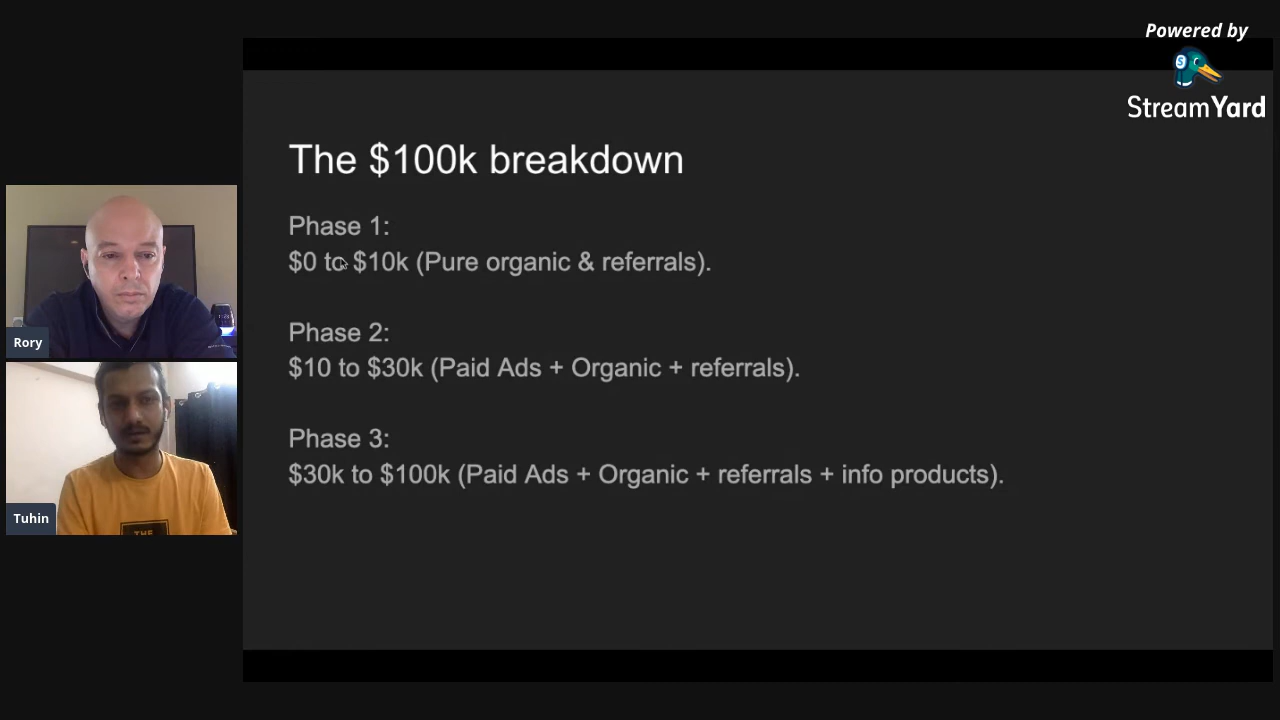 Powered by
StreamYard
The $100k breakdown
Phase 1:
$0 to $10k (Pure organic & referrals).
Phase 2:
$10 to $30k (Paid Ads + Organic + referrals).
Phase 3:
$30k to $100k (Paid Ads + Organic + referrals + info products).
Rory
Tuhin
THE